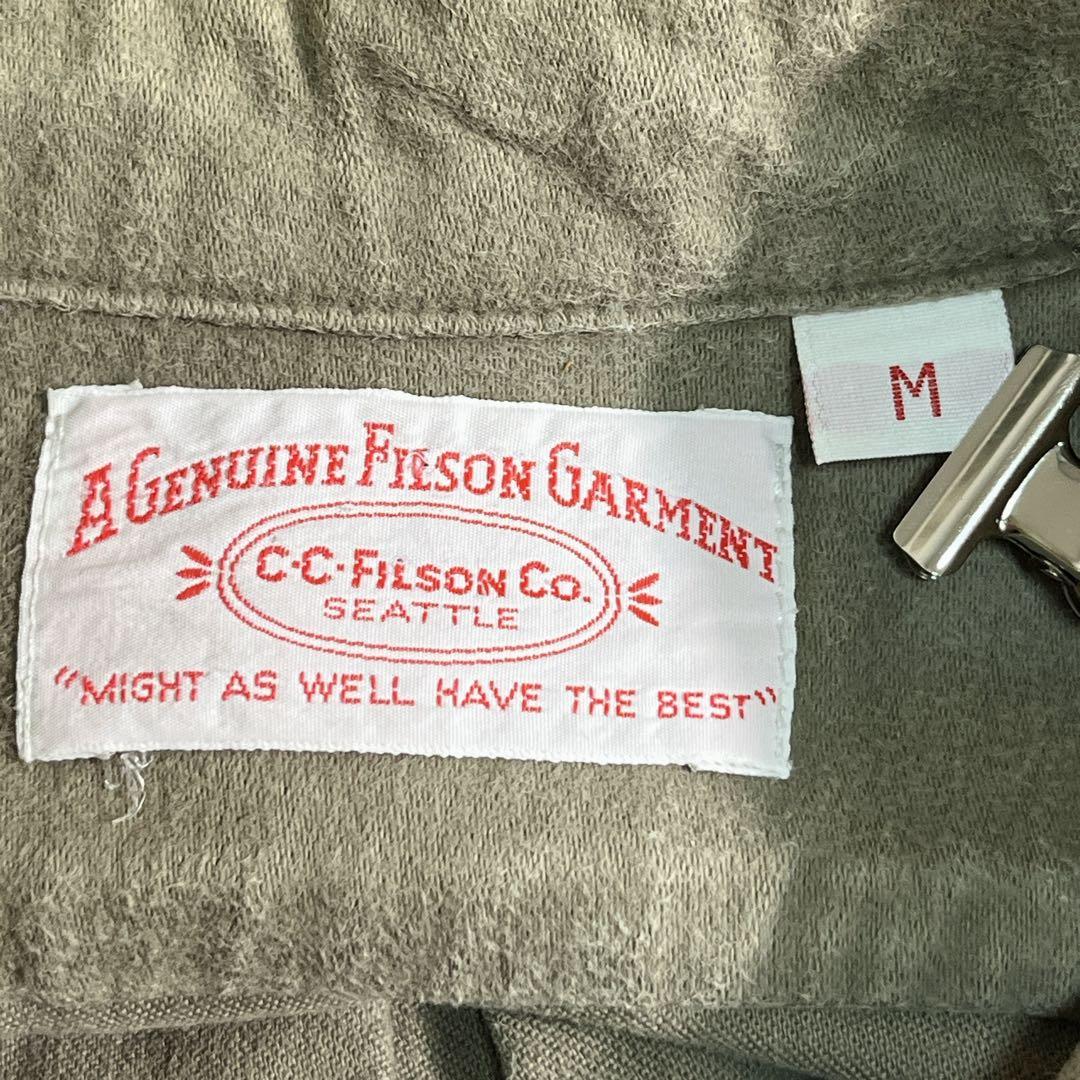 A GENUINE FILSON GARMENT
C·C·FILSON CO.
SEATTLE
"MIGHT AS WELL HAVE THE BEST"
M